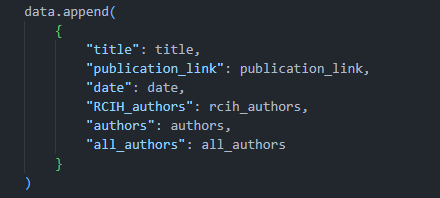 data.append(
    {
        "title": title,
        "publication_link": publication_link,
        "date": date,
        "RCIH_authors": rcih_authors,
        "authors": authors,
        "all_authors": all_authors
    }
)